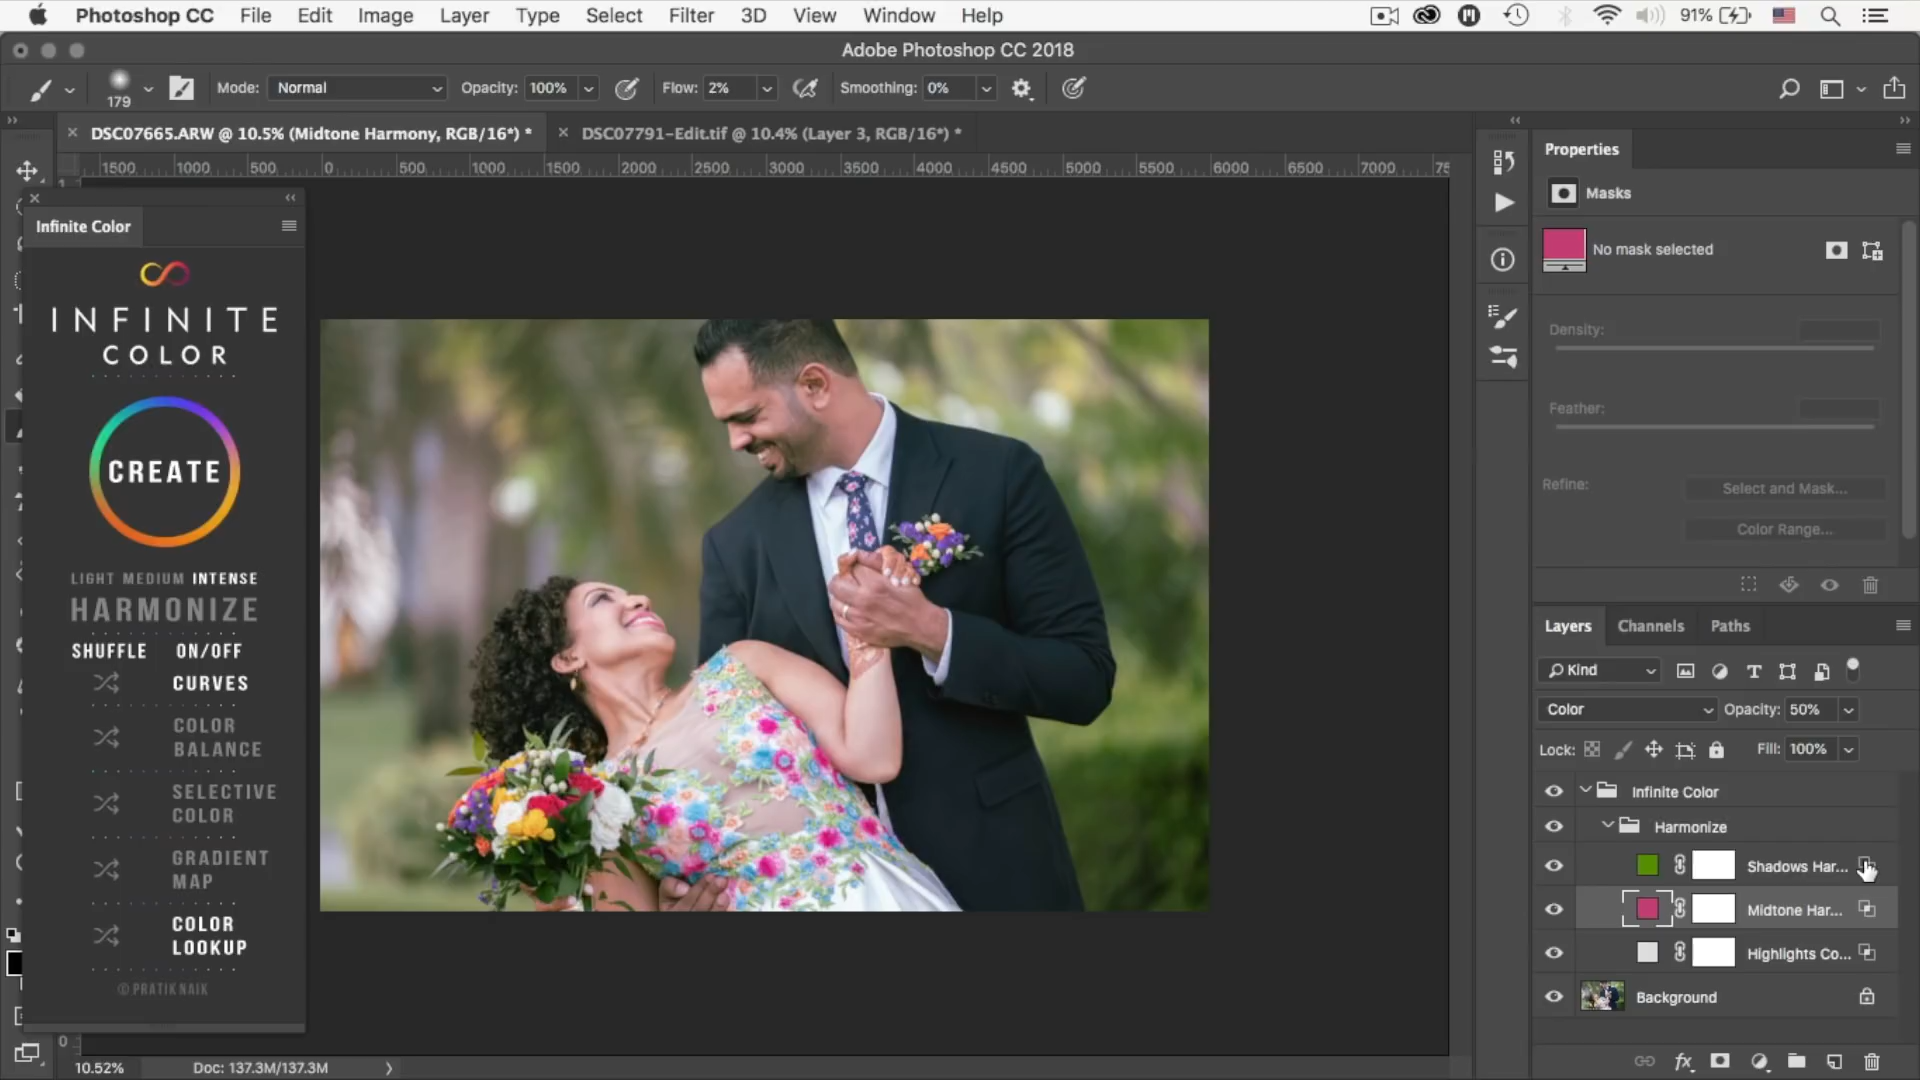 Photoshop CC File Edit Image Layer Type Select Filter 3D View Window Help 91%
Adobe Photoshop CC 2018
179 Mode: Normal Opacity: 100% Flow: 2% Smoothing: 0%
DSC07665.ARW @ 10.5% (Midtone Harmony, RGB/16*) * DSC07791-Edit.tif @ 10.4% (Layer 3, RGB/16*) *
1500 1000 500 0 500 1000 1500 2000 2500 3000 3500 4000 4500 5000 5500 6000 6500 7000 75
Infinite Color
INFINITE
COLOR
CREATE
LIGHT MEDIUM INTENSE
HARMONIZE
SHUFFLE ON/OFF
CURVES
COLOR
BALANCE
SELECTIVE
COLOR
GRADIENT
MAP
COLOR
LOOKUP
© PRATIK NAIK
0
10.52% Doc: 137.3M/137.3M
Properties
Masks
No mask selected
Density:
Feather:
Refine: Select and Mask...
Color Range...
Layers Channels Paths
Kind
Color Opacity: 50%
Lock: Fill: 100%
Infinite Color
Harmonize
Shadows Har...
Midtone Har...
Highlights Co...
Background
fx